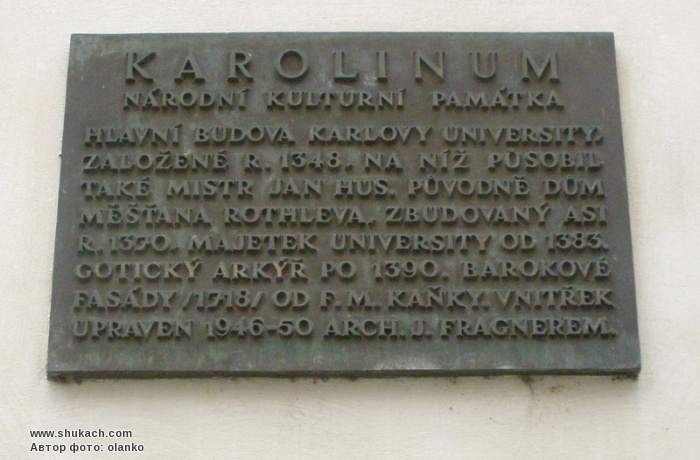 KAROLINUM
NÁRODNÍ KULTURNÍ PAMÁTKA
HLAVNÍ BUDOVA KARLOVY UNIVERSITY,
ZALOŽENÉ R. 1348. NA NÍŽ PŮSOBIL
TAKÉ MISTR JAN HUS. PŮVODNĚ DŮM
MĚŠŤANA ROTHLEVA, ZBUDOVANÝ ASI
R. 1370. MAJETEK UNIVERSITY OD 1383.
GOTICKÝ ARKÝŘ PO 1390. BAROKOVÉ
FASÁDY /1718/ OD F. M. KAŇKY. VNITŘEK
UPRAVEN 1946-50 ARCH. J. FRAGNEREM.
www.shukach.com
Автор фото: olanko